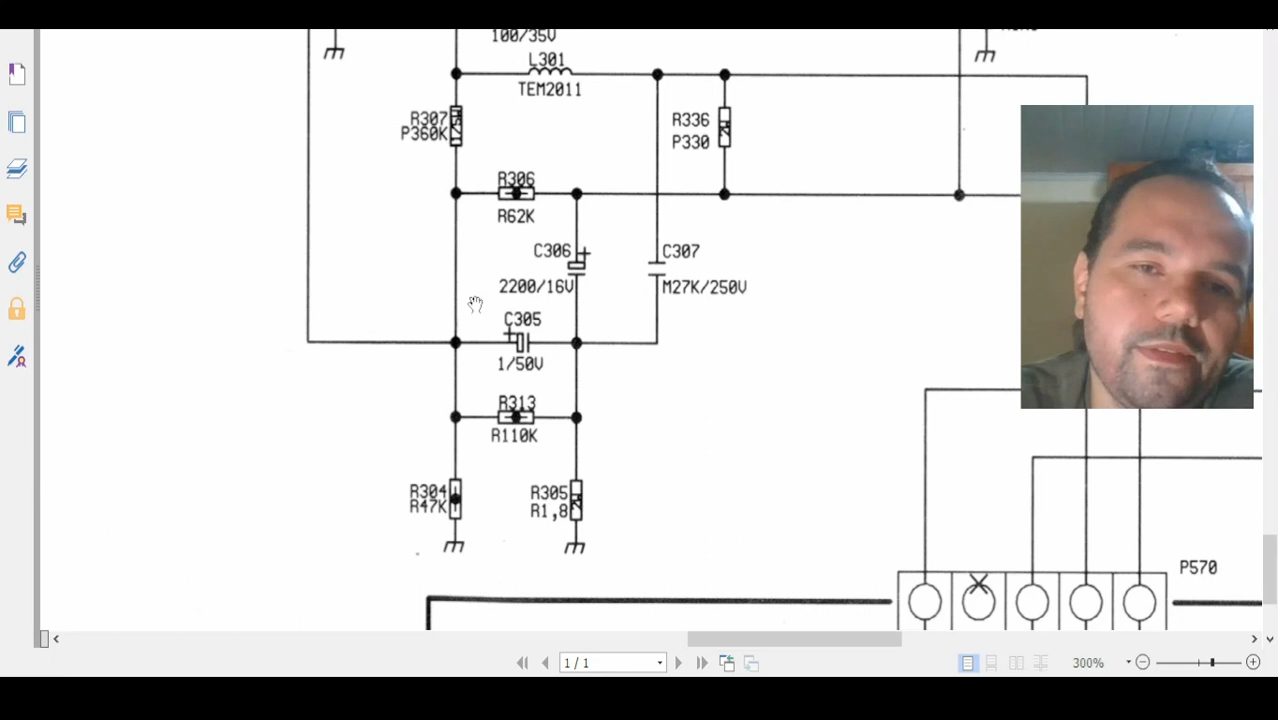 100/35V
L301
TEM2011
R307
P360K
R336
P330
R306
R62K
C306
2200/16V
C307
M27K/250V
C305
1/50V
R313
R110K
R304
R47K
R305
R1,8
P570
1 / 1
300%